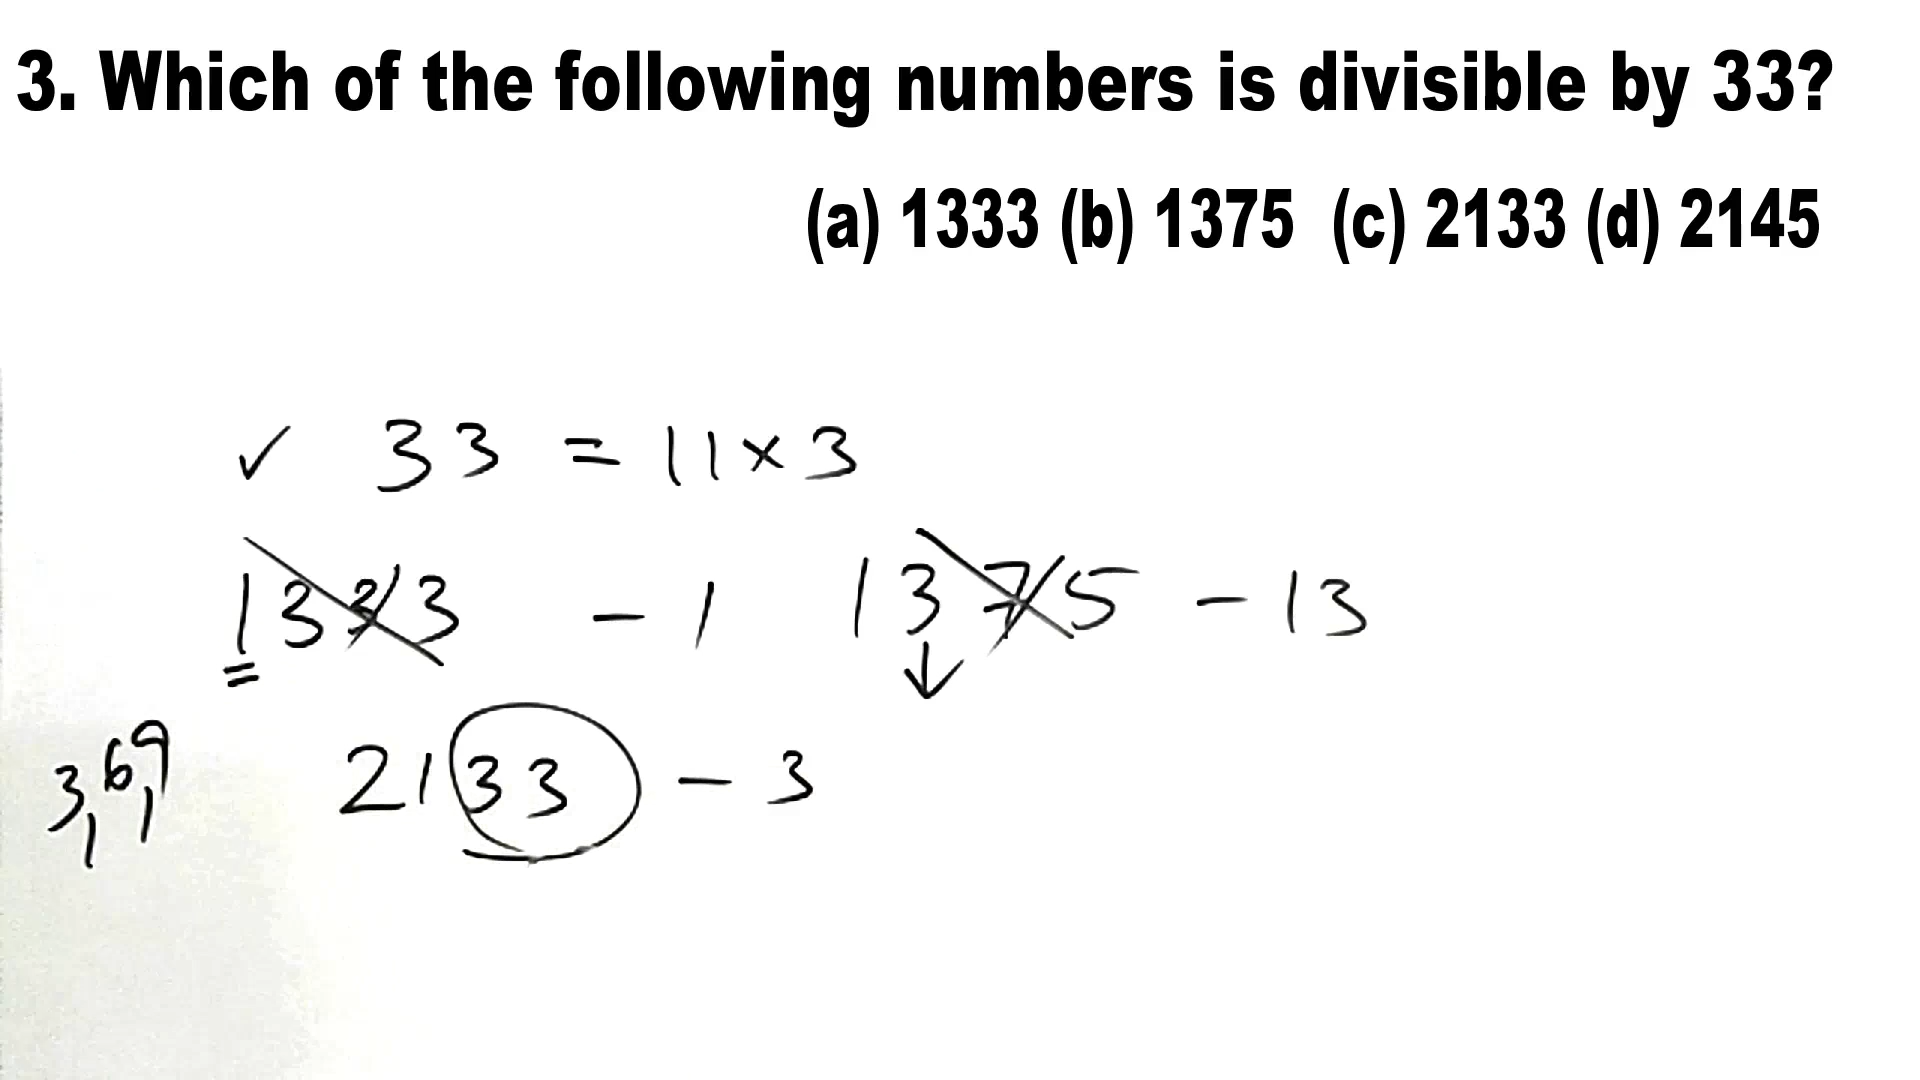 3. Which of the following numbers is divisible by 33?
(a) 1333 (b) 1375 (c) 2133 (d) 2145
✓ 33 = 11 × 3
1333 - 1 1375 - 13
3, 6, 9 2133 - 3